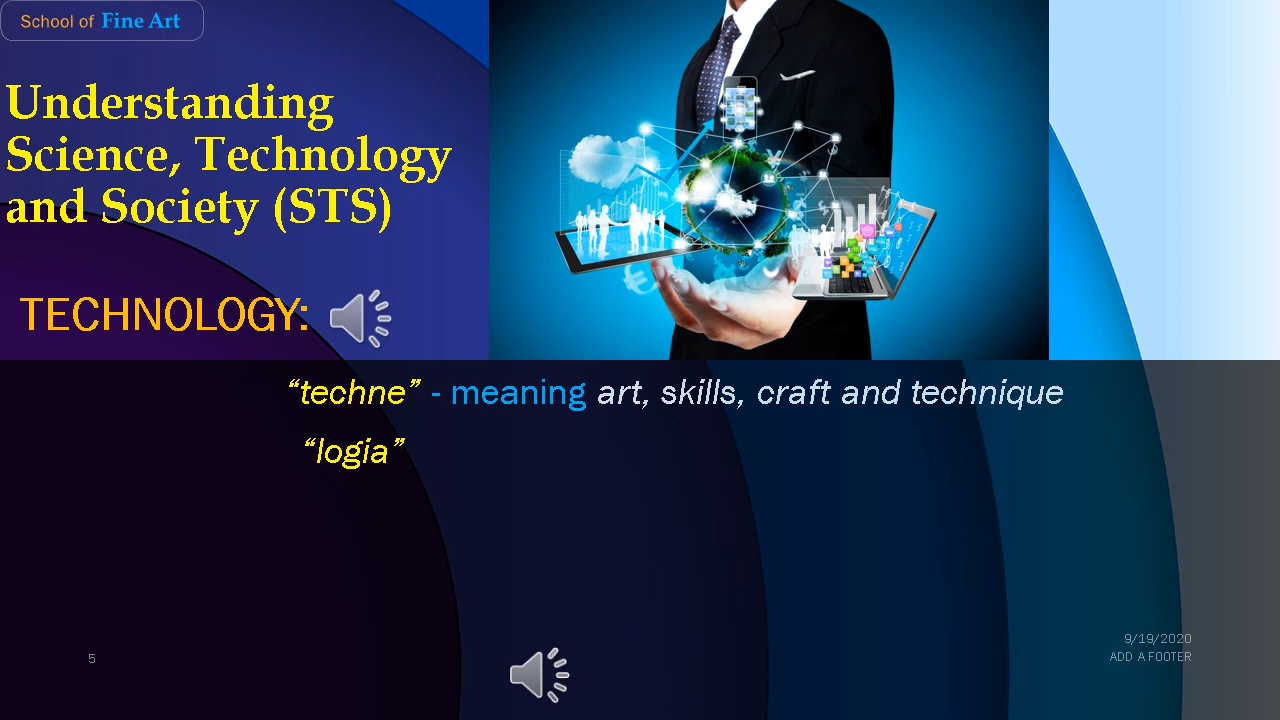 School of Fine Art
Understanding
Science, Technology
and Society (STS)
TECHNOLOGY:
“techne” - meaning art, skills, craft and technique
“logia”
9/19/2020
5
ADD A FOOTER